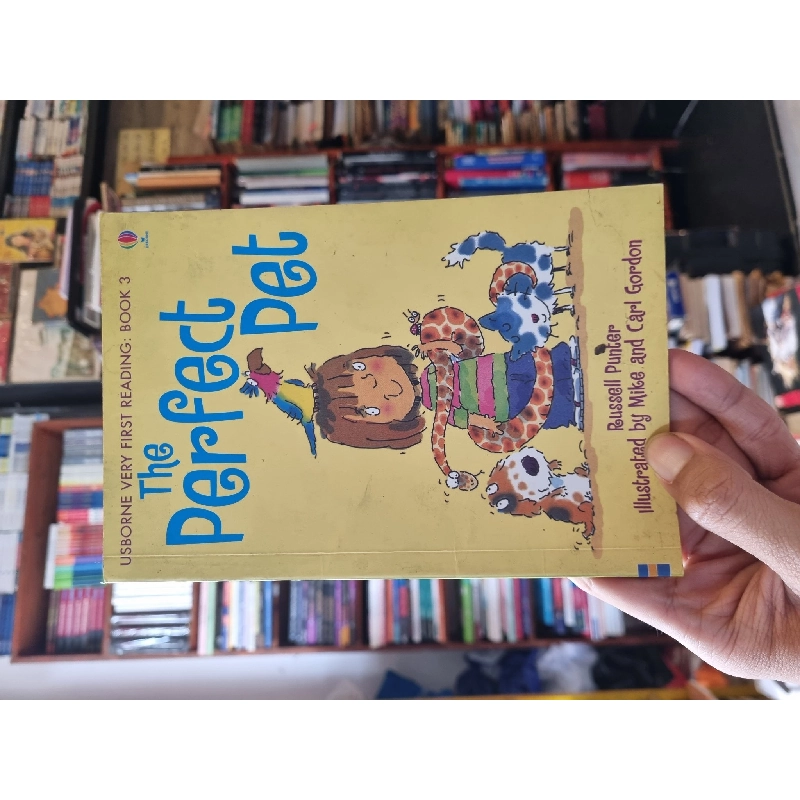 USBORNE VERY FIRST READING: BOOK 3
The
Perfect
Pet
Russell Punter
Illustrated by Mike and Carl Gordon